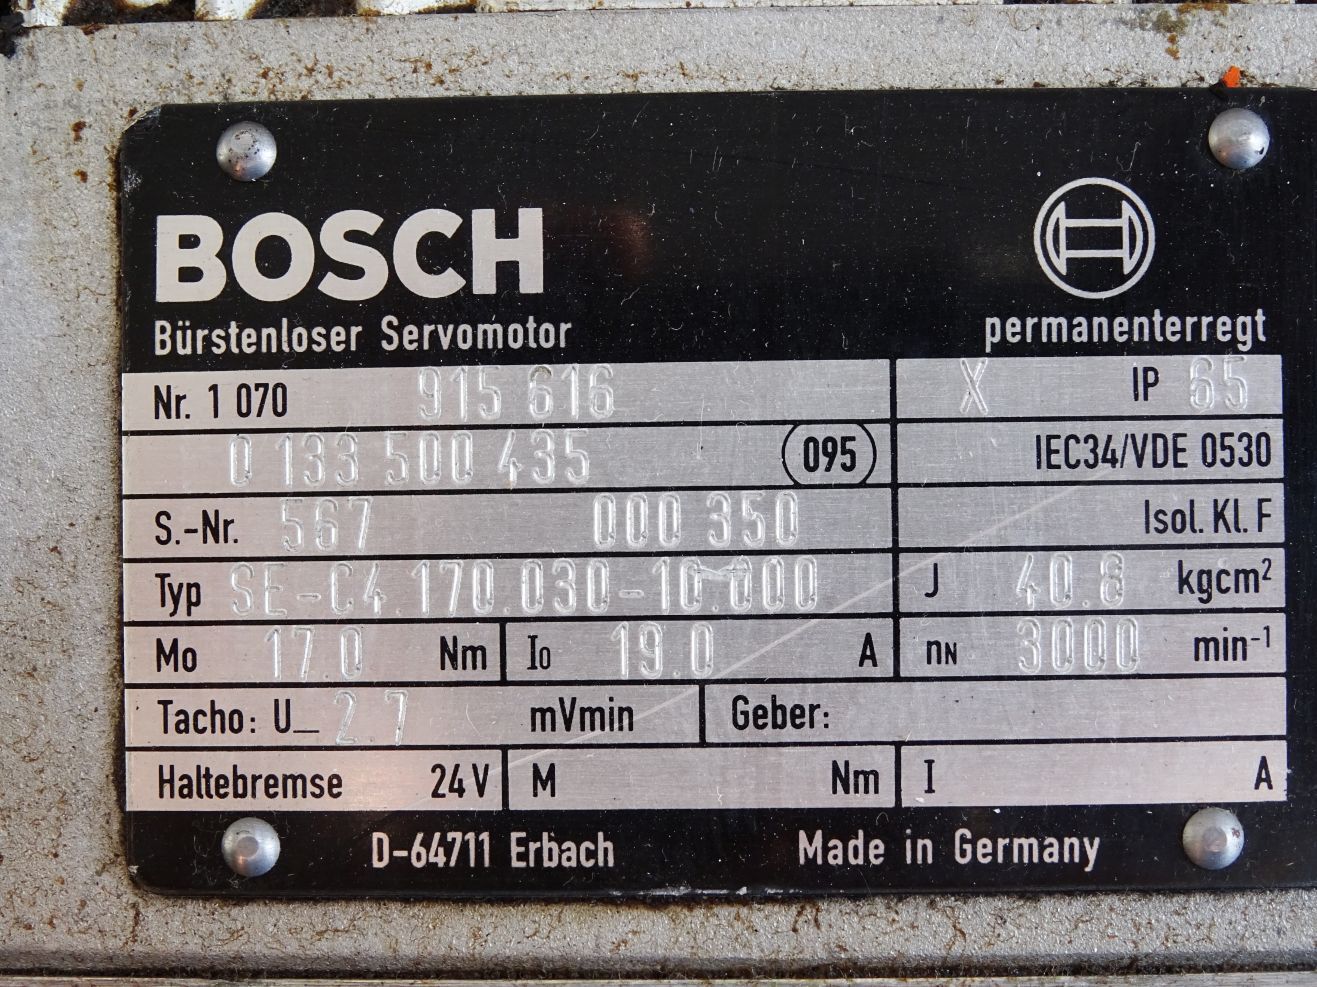 BOSCH
Bürstenloser Servomotor permanenterregt
Nr. 1 070 915 616 X IP 65
0 133 500 435 095 IEC34/VDE 0530
S.-Nr. 567 000 350 Isol. Kl. F
Typ SE-C4.170.030-10.000 J 40.8 kgcm²
Mo 17.0 Nm I₀ 19.0 A nN 3000 min⁻¹
Tacho: U_ 2.7 mVmin Geber:
Haltebremse 24V M Nm I A
D-64711 Erbach Made in Germany